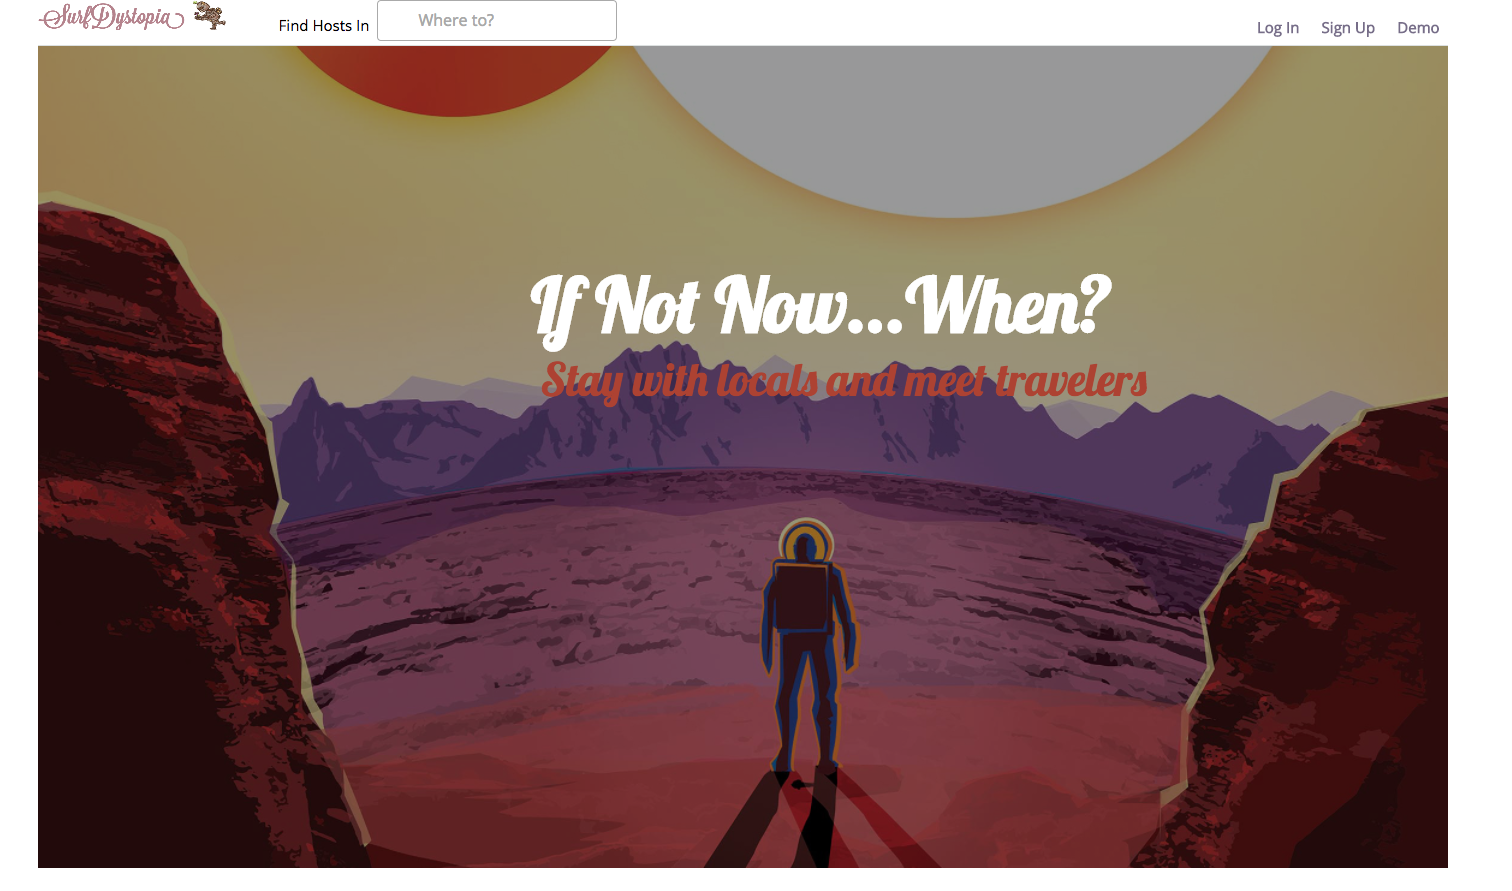 SurfDystopia
Find Hosts In
Where to?
Log In
Sign Up
Demo
If Not Now...When?
Stay with locals and meet travelers